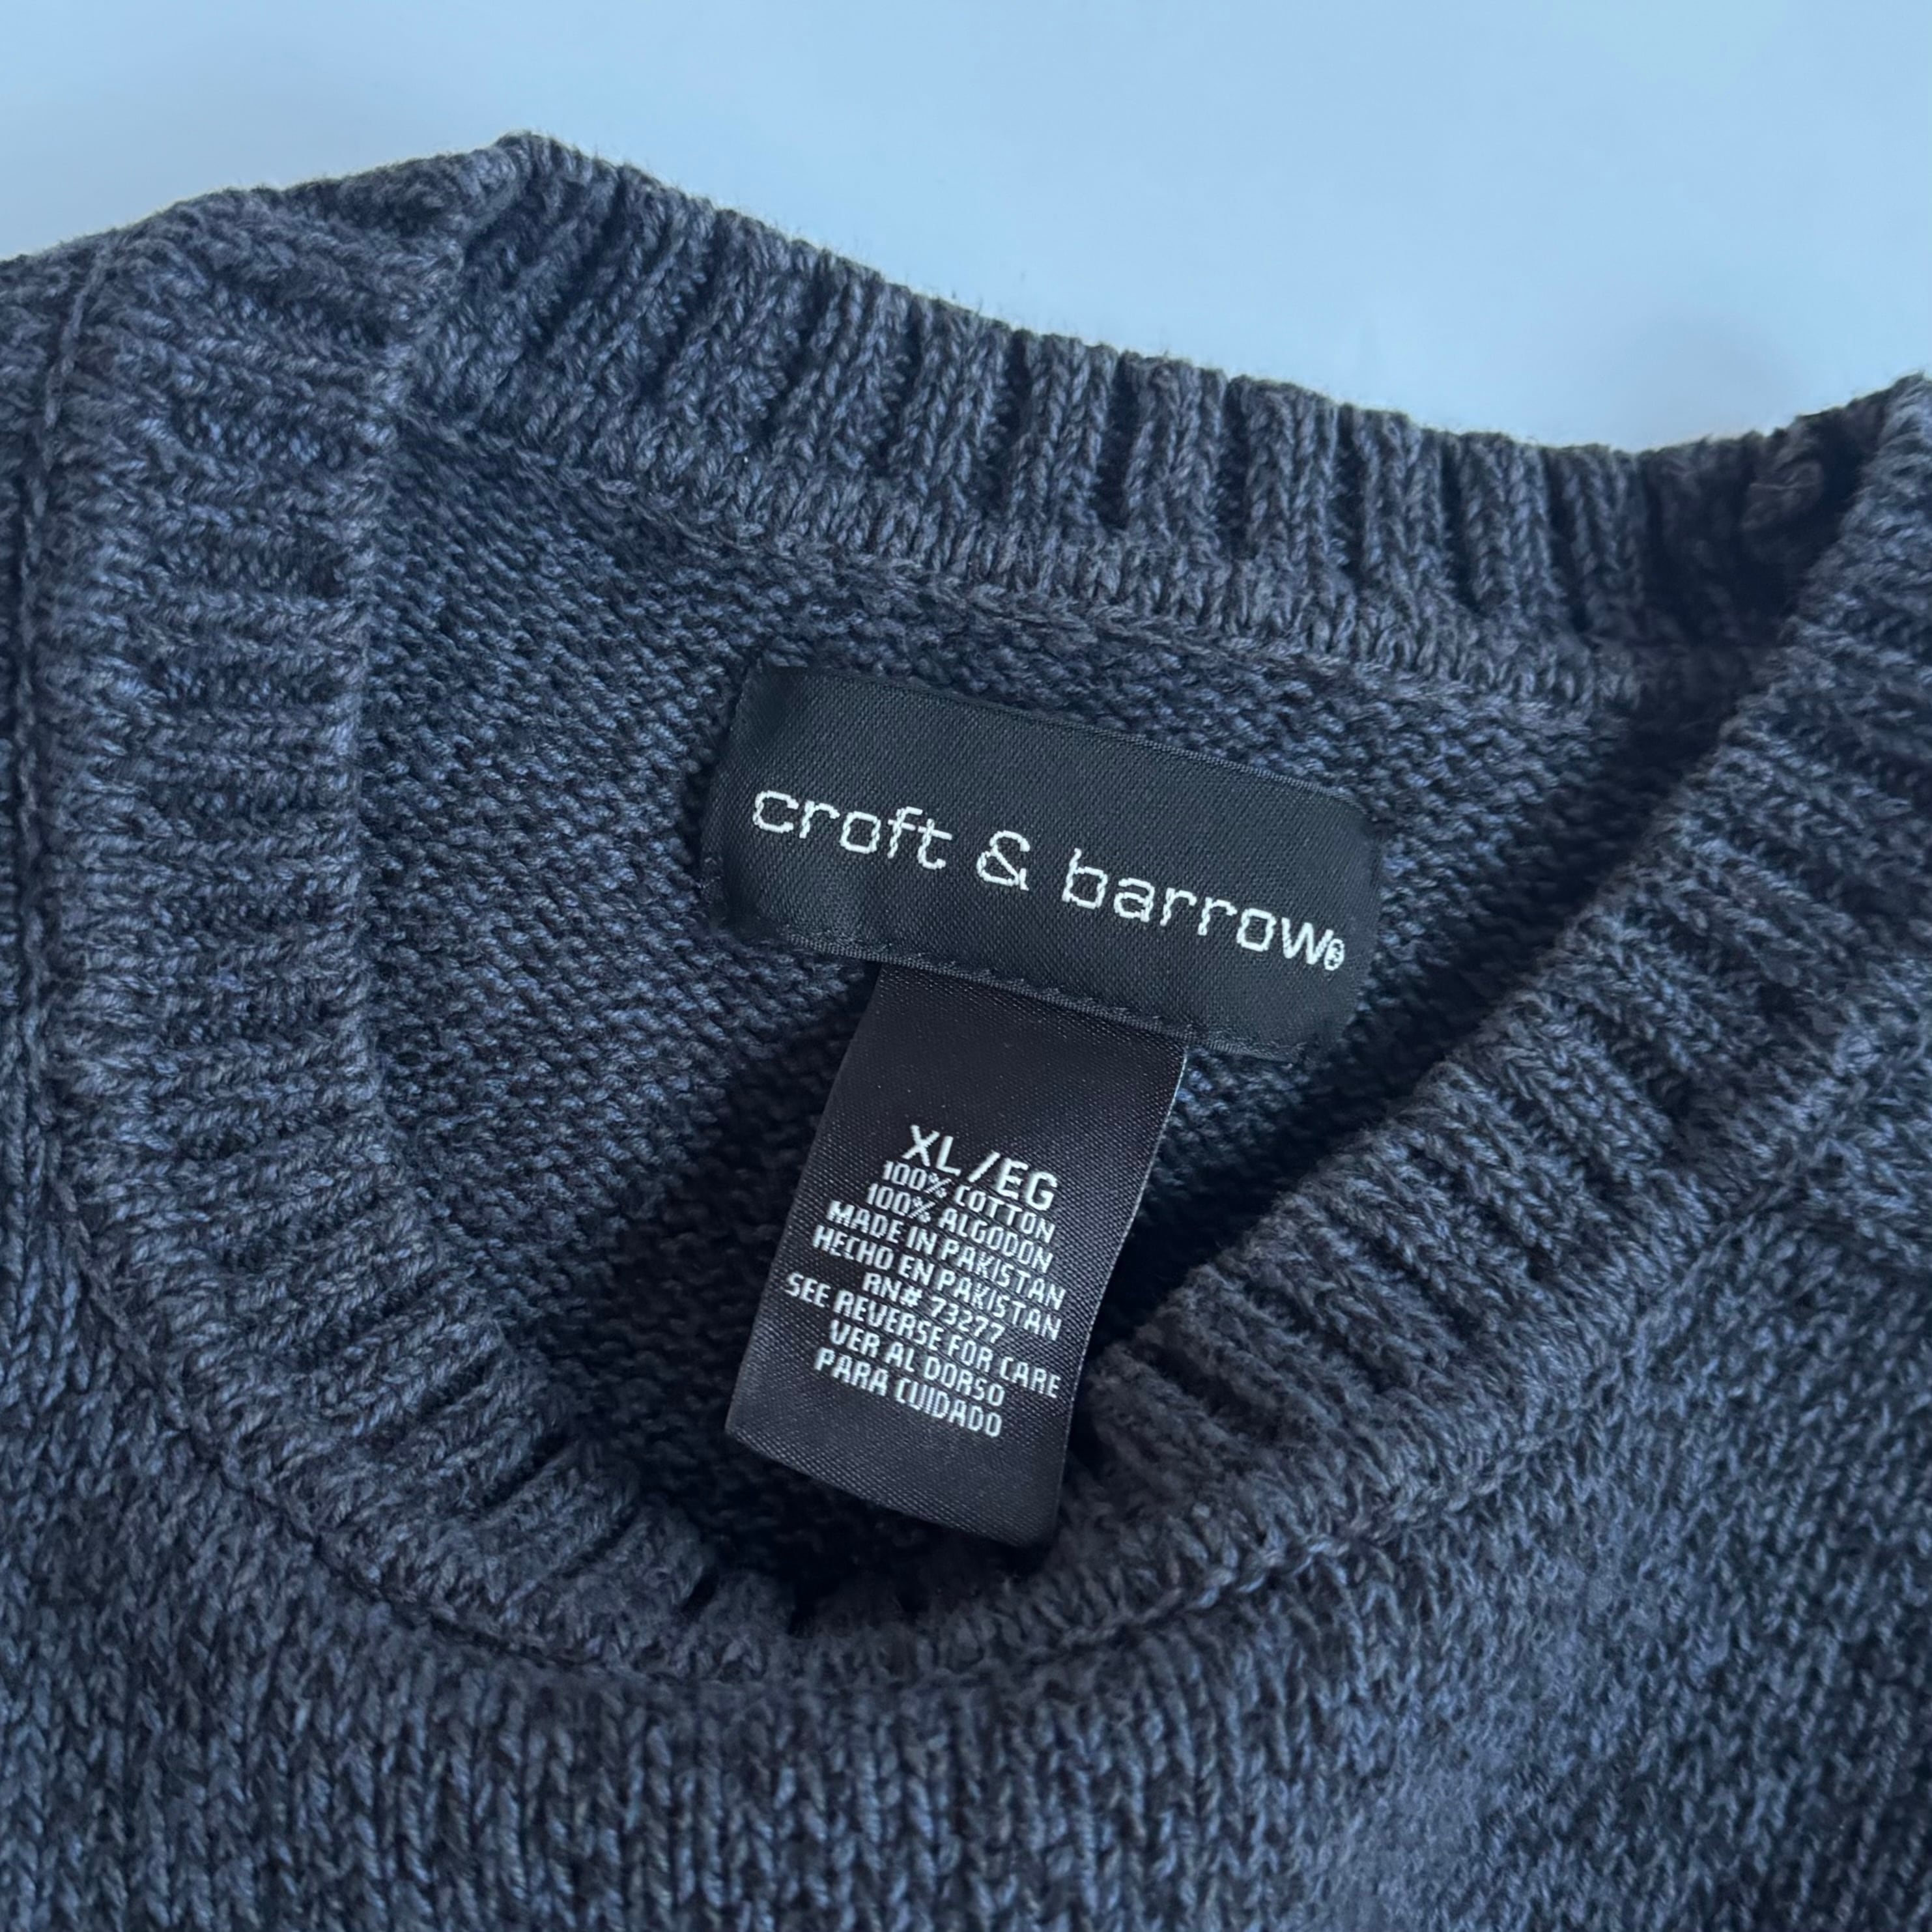 croft & barrow®
XL/EG
100% COTTON
100% ALGODON
MADE IN PAKISTAN
HECHO EN PAKISTAN
RN# 73277
SEE REVERSE FOR CARE
VER AL DORSO
PARA CUIDADO